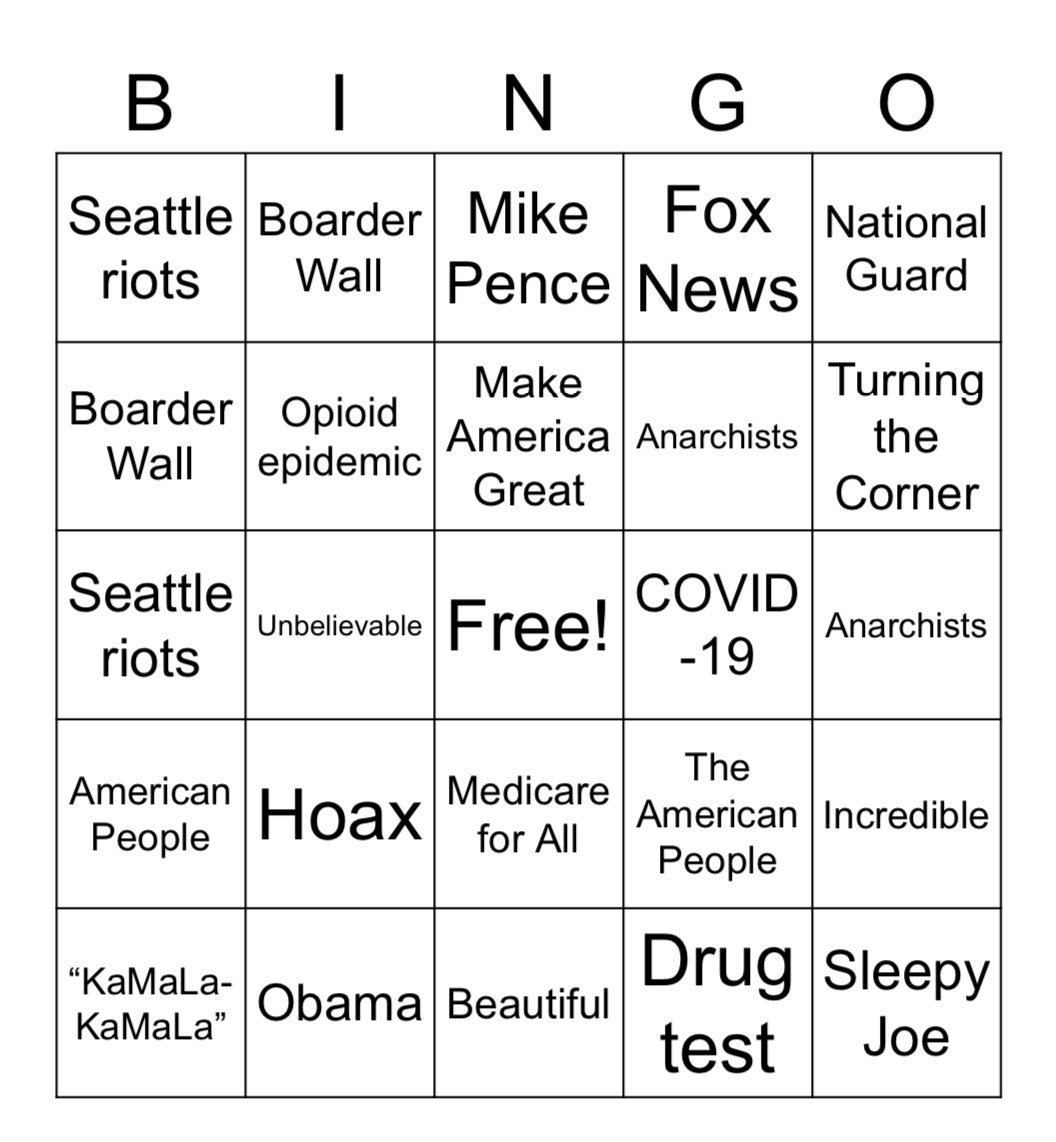 B I N G O
Seattle
riots
Boarder
Wall
Mike
Pence
Fox
News
National
Guard
Boarder
Wall
Opioid
epidemic
Make
America
Great
Anarchists
Turning
the
Corner
Seattle
riots
Unbelievable
Free!
COVID
-19
Anarchists
American
People
Hoax
Medicare
for All
The
American
People
Incredible
“KaMaLa-
KaMaLa”
Obama
Beautiful
Drug
test
Sleepy
Joe